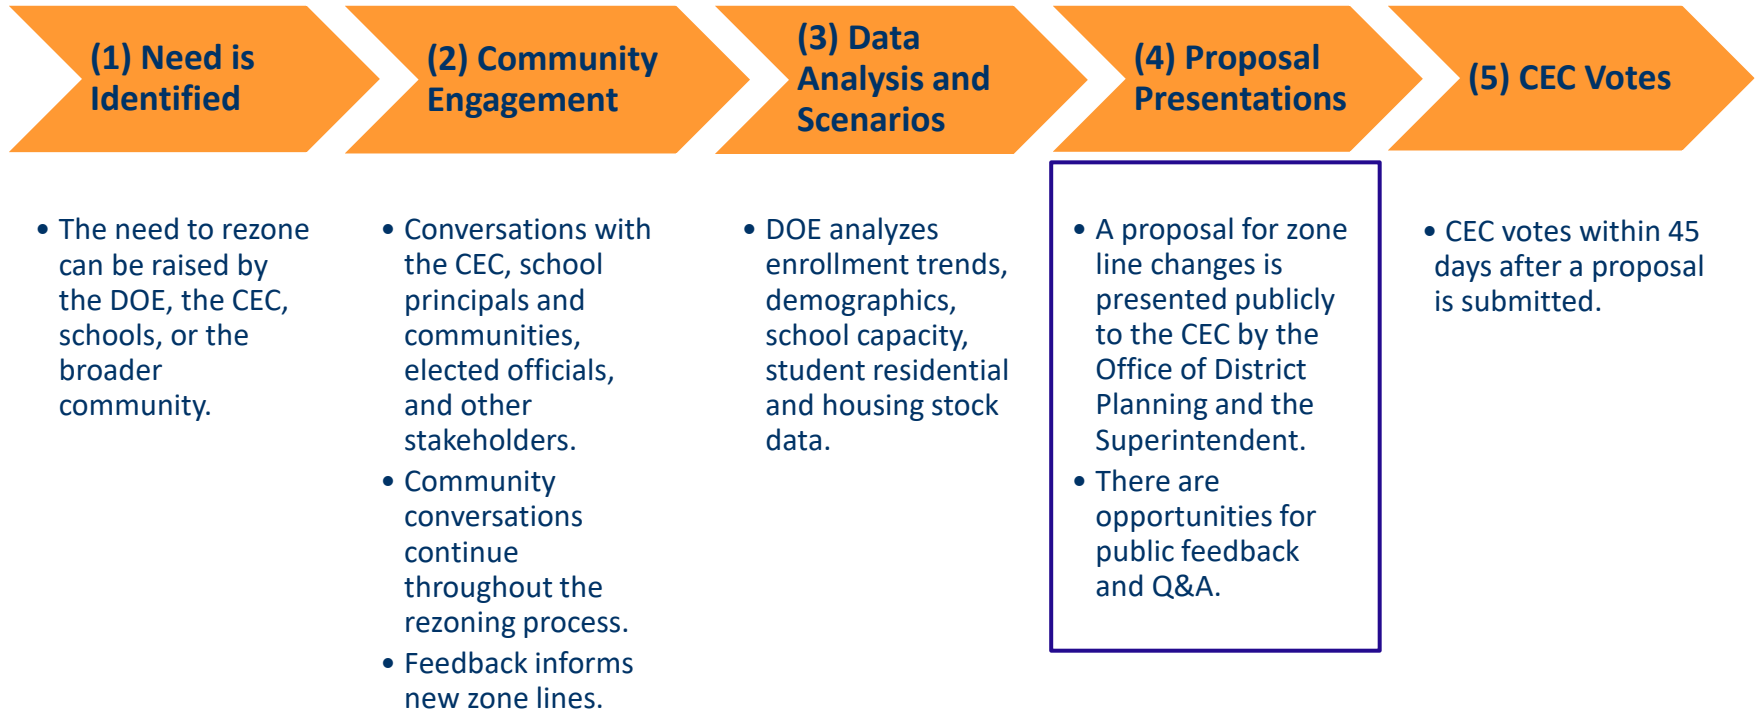 (1) Need is
Identified
(2) Community
Engagement
(3) Data
Analysis and
Scenarios
(4) Proposal
Presentations
(5) CEC Votes
• The need to rezone
can be raised by
the DOE, the CEC,
schools, or the
broader
community.
• Conversations with
the CEC, school
principals and
communities,
elected officials,
and other
stakeholders.
• Community
conversations
continue
throughout the
rezoning process.
• Feedback informs
new zone lines.
• DOE analyzes
enrollment trends,
demographics,
school capacity,
student residential
and housing stock
data.
• A proposal for zone
line changes is
presented publicly
to the CEC by the
Office of District
Planning and the
Superintendent.
• There are
opportunities for
public feedback
and Q&A.
• CEC votes within 45
days after a proposal
is submitted.